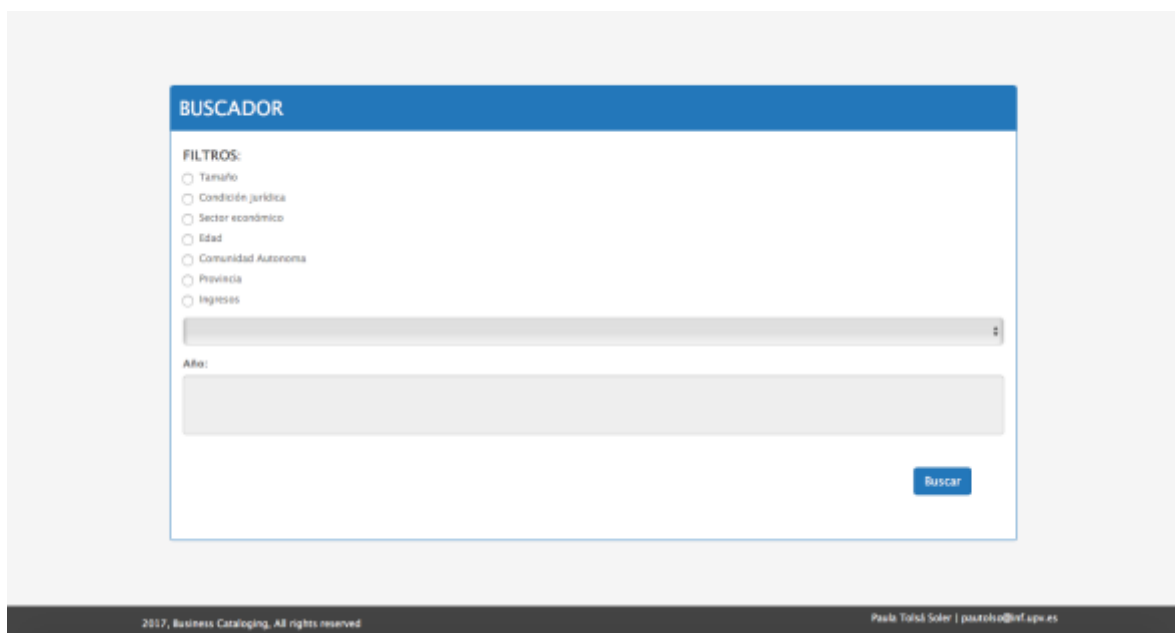 BUSCADOR
FILTROS:
Tamaño
Condición jurídica
Sector económico
Edad
Comunidad Autonoma
Provincia
Ingresos
Año:
Buscar
2017, Business Cataloging, All rights reserved
Paula Tolsá Soler | pautolso@inf.upv.es